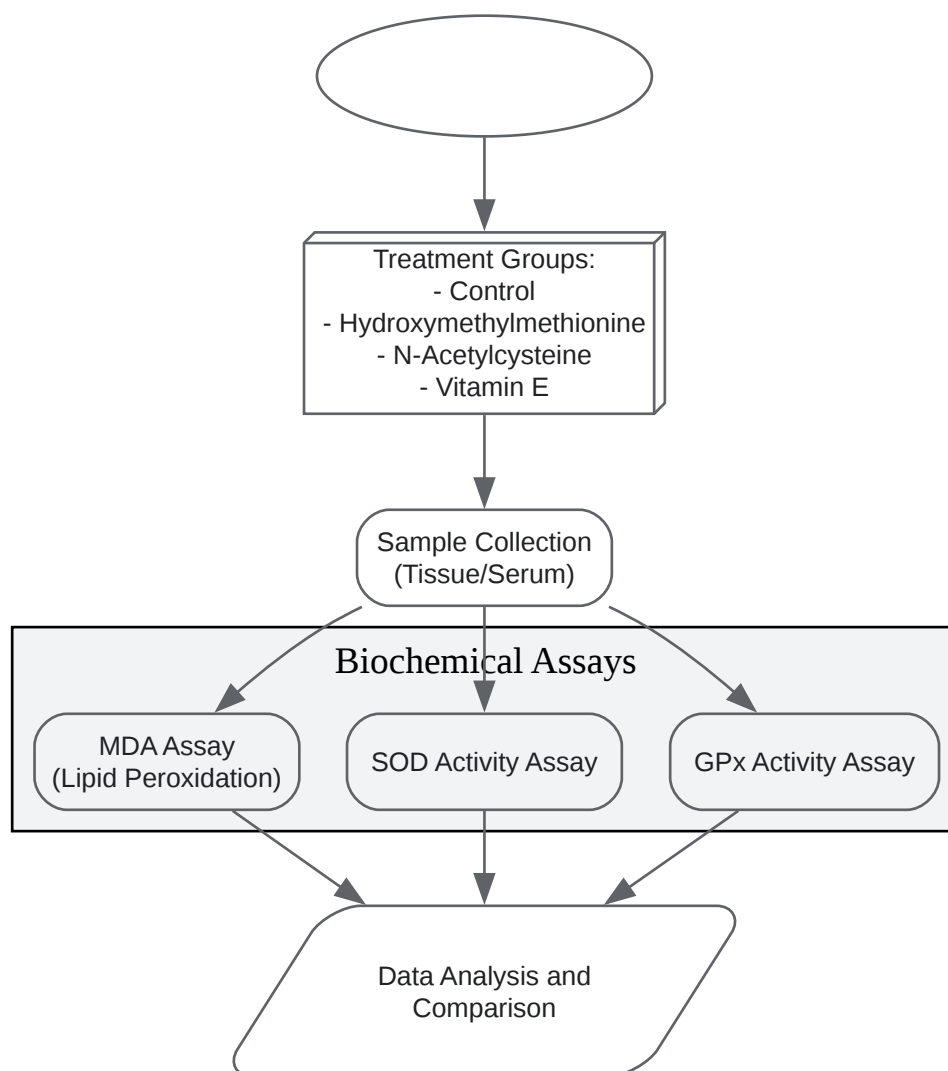 Treatment Groups:
- Control
- Hydroxymethylmethionine
- N-Acetylcysteine
- Vitamin E
Sample Collection
(Tissue/Serum)
Biochemical Assays
MDA Assay
(Lipid Peroxidation)
SOD Activity Assay
GPx Activity Assay
Data Analysis and
Comparison